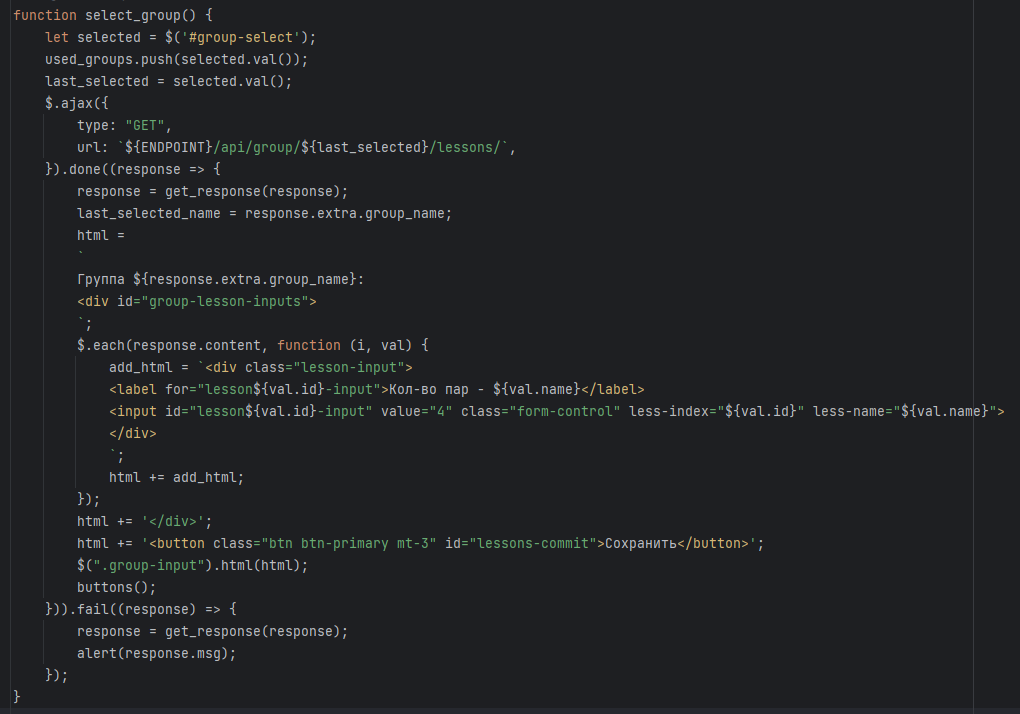 function select_group() {
    let selected = $('#group-select');
    used_groups.push(selected.val());
    last_selected = selected.val();
    $.ajax({
        type: "GET",
        url: `${ENDPOINT}/api/group/${last_selected}/lessons/`,
    }).done((response => {
        response = get_response(response);
        last_selected_name = response.extra.group_name;
        html =
        `
        Группа ${response.extra.group_name}:
        <div id="group-lesson-inputs">
        `;
        $.each(response.content, function (i, val) {
            add_html = `<div class="lesson-input">
            <label for="lesson${val.id}-input">Кол-во пар - ${val.name}</label>
            <input id="lesson${val.id}-input" value="4" class="form-control" less-index="${val.id}" less-name="${val.name}">
            </div>
            `;
            html += add_html;
        });
        html += '</div>';
        html += '<button class="btn btn-primary mt-3" id="lessons-commit">Сохранить</button>';
        $(".group-input").html(html);
        buttons();
    })).fail((response) => {
        response = get_response(response);
        alert(response.msg);
    });
}